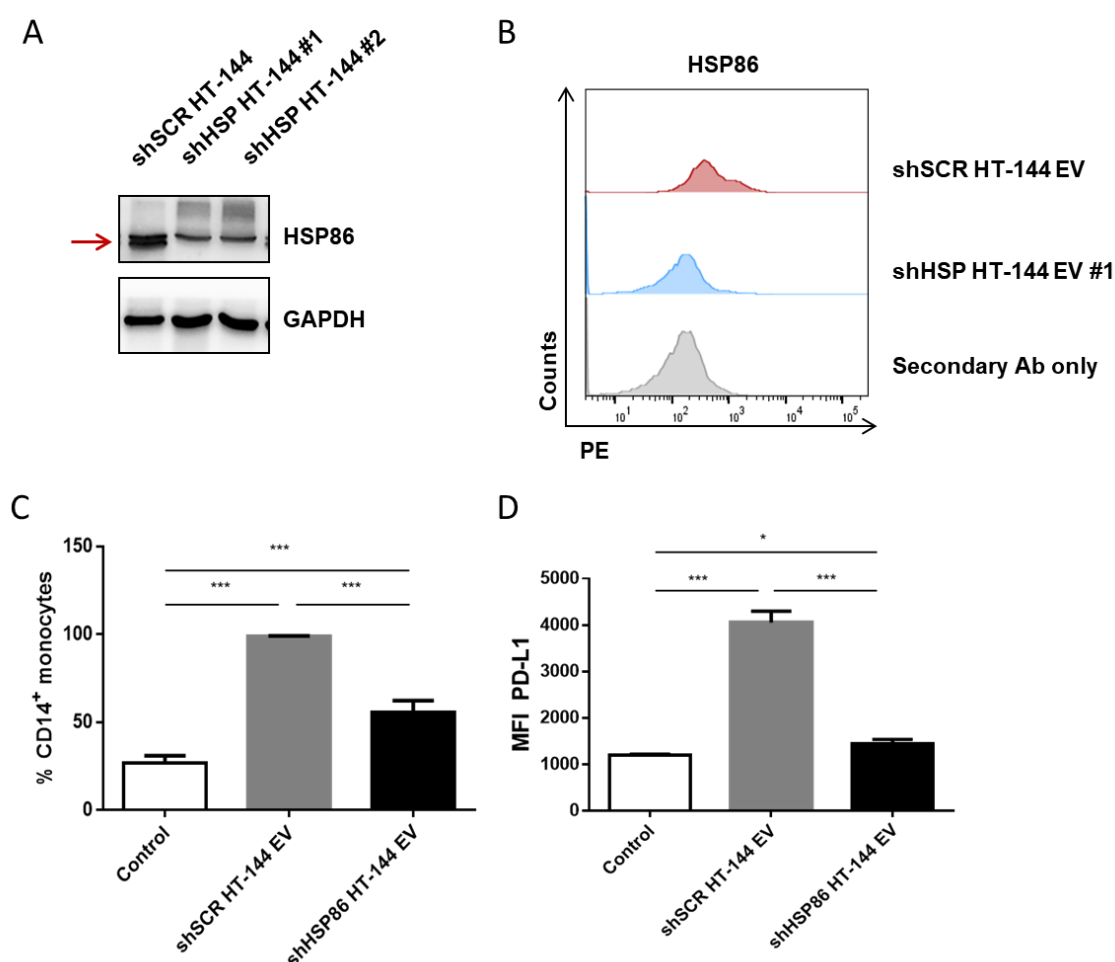 A
shSCR HT-144
shHSP HT-144 #1
shHSP HT-144 #2
HSP86
GAPDH
B
HSP86
Counts
shSCR HT-144 EV
shHSP HT-144 EV #1
Secondary Ab only
10¹ 10² 10³ 10⁴ 10⁵
PE
C
% CD14⁺ monocytes
150
100
50
0
***
*** ***
Control
shSCR HT-144 EV
shHSP86 HT-144 EV
D
MFI PD-L1
5000
4000
3000
2000
1000
0
*
*** ***
Control
shSCR HT-144 EV
shHSP86 HT-144 EV